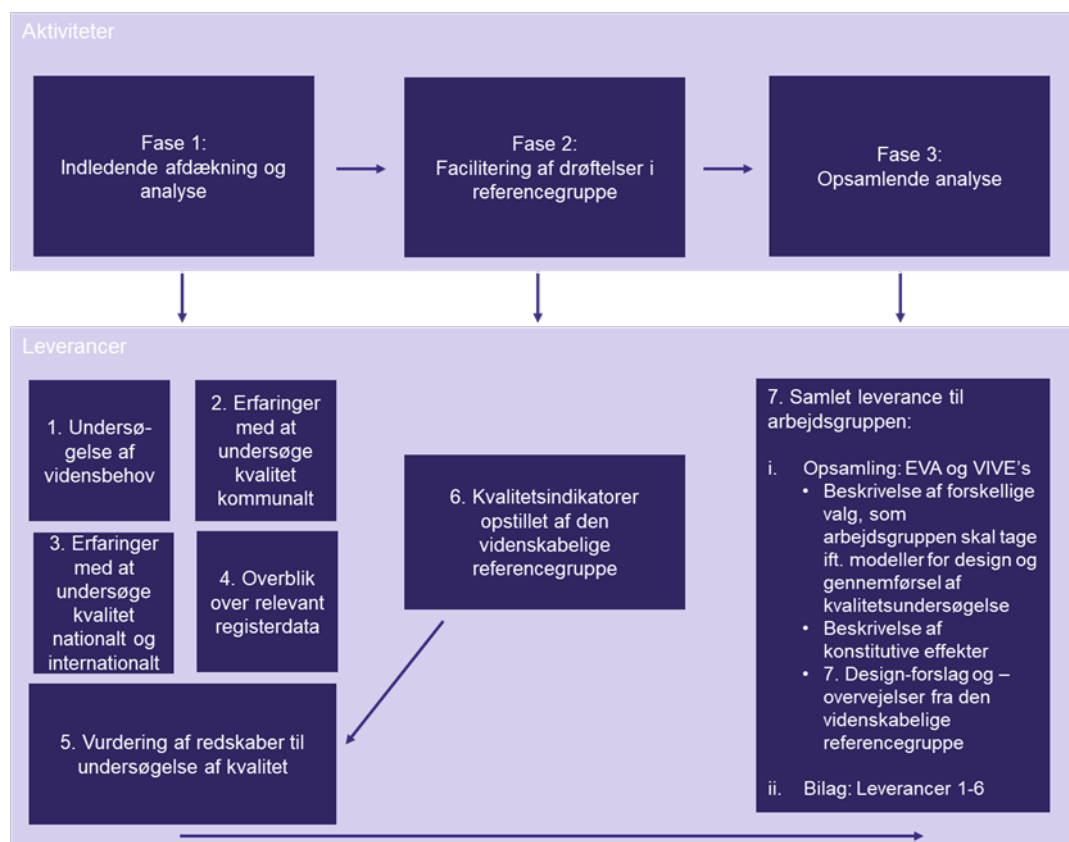 Aktiviteter
Fase 1:
Indledende afdækning og
analyse
Fase 2:
Facilitering af drøftelser i
referencegruppe
Fase 3:
Opsamlende analyse
Leverancer
1. Undersø-
gelse af
vidensbehov
2. Erfaringer
med at
undersøge
kvalitet
kommunalt
3. Erfaringer
med at
undersøge
kvalitet
nationalt og
internationalt
4. Overblik
over relevant
registerdata
5. Vurdering af redskaber til
undersøgelse af kvalitet
6. Kvalitetsindikatorer
opstillet af den
videnskabelige
referencegruppe
7. Samlet leverance til
arbejdsgruppen:
i. Opsamling: EVA og VIVE's
• Beskrivelse af forskellige
valg, som
arbejdsgruppen skal tage
ift. modeller for design og
gennemførsel af
kvalitetsundersøgelse
• Beskrivelse af
konstitutive effekter
• 7. Design-forslag og –
overvejelser fra den
videnskabelige
referencegruppe
ii. Bilag: Leverancer 1-6